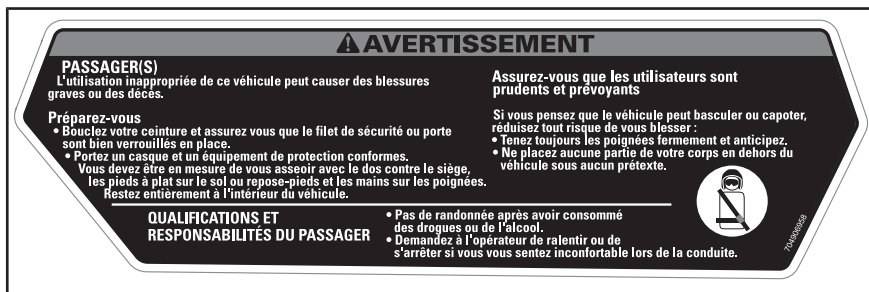 AVERTISSEMENT
PASSAGER(S)
L'utilisation inappropriée de ce véhicule peut causer des blessures
graves ou des décès.
Préparez-vous
• Bouclez votre ceinture et assurez vous que le filet de sécurité ou porte
sont bien verrouillés en place.
• Portez un casque et un équipement de protection conformes.
Vous devez être en mesure de vous asseoir avec le dos contre le siège,
les pieds à plat sur le sol ou repose-pieds et les mains sur les poignées.
Restez entièrement à l'intérieur du véhicule.
Assurez-vous que les utilisateurs sont
prudents et prévoyants
Si vous pensez que le véhicule peut basculer ou capoter,
réduisez tout risque de vous blesser :
• Tenez toujours les poignées fermement et anticipez.
• Ne placez aucune partie de votre corps en dehors du
véhicule sous aucun prétexte.
QUALIFICATIONS ET
RESPONSABILITÉS DU PASSAGER
• Pas de randonnée après avoir consommé
des drogues ou de l'alcool.
• Demandez à l'opérateur de ralentir ou de
s'arrêter si vous vous sentez inconfortable lors de la conduite.
704906958